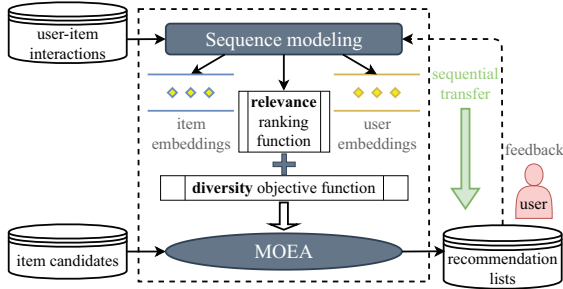 user-item
interactions
Sequence modeling
sequential
transfer
relevance
ranking
function
item
embeddings
user
embeddings
feedback
user
diversity objective function
item candidates
MOEA
recommendation
lists